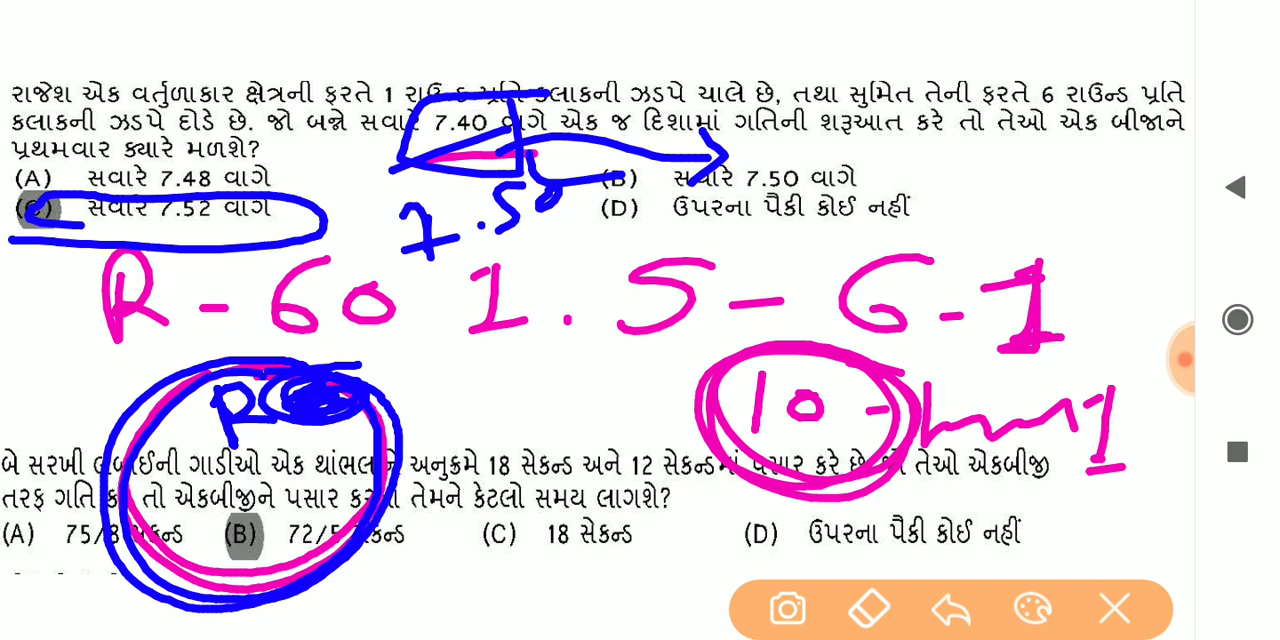 રાજેશ એક વર્તુળાકાર ક્ષેત્રની ફરતે 1 રાઉન્ડ પ્રતિ કલાકની ઝડપે ચાલે છે, તથા સુમિત તેની ફરતે 6 રાઉન્ડ પ્રતિ
કલાકની ઝડપે દોડે છે. જો બન્ને સવારે 7.40 વાગે એક જ દિશામાં ગતિની શરૂઆત કરે તો તેઓ એક બીજાને
પ્રથમવાર ક્યારે મળશે?
(A) સવારે 7.48 વાગે (B) સવારે 7.50 વાગે
(C) સવારે 7.52 વાગે (D) ઉપરના પૈકી કોઈ નહીં
7.50
R - 60 1 . S - 6 - 1
R 10 - 1
બે સરખી લંબાઈની ગાડીઓ એક થાંભલાને અનુક્રમે 18 સેકન્ડ અને 12 સેકન્ડમાં પસાર કરે છે. જો તેઓ એકબીજી
તરફ ગતિ કરે તો એકબીજીને પસાર કરતા તેમને કેટલો સમય લાગશે?
(A) 75/8 સેકન્ડ (B) 72/5 સેકન્ડ (C) 18 સેકન્ડ (D) ઉપરના પૈકી કોઈ નહીં